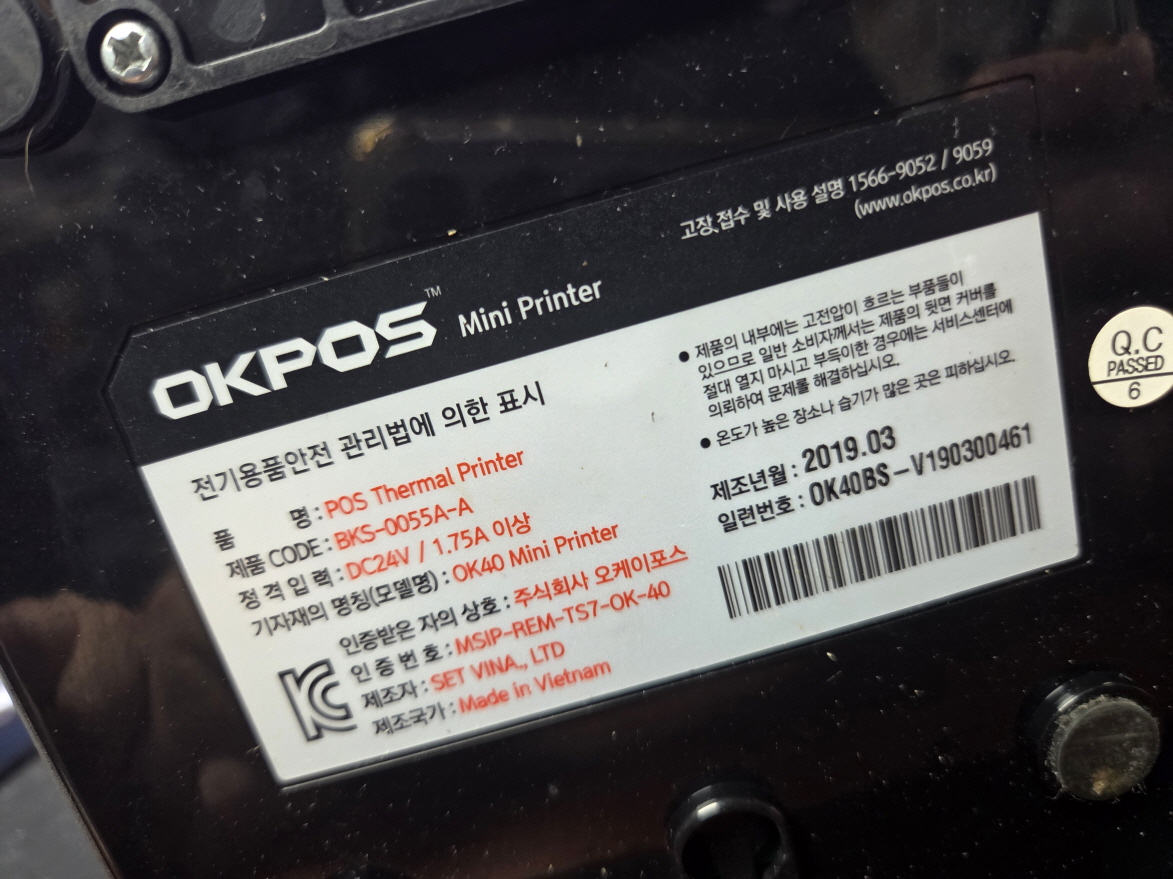 고장 접수 및 사용 설명 1566-9052 / 9059
(www.okpos.co.kr)
OKPOS™ Mini Printer
전기용품안전 관리법에 의한 표시
품 명 : POS Thermal Printer
제품 CODE : BKS-0055A-A
정 격 입 력 : DC24V / 1.75A 이상
기자재의 명칭(모델명) : OK40 Mini Printer
인증받은 자의 상호 : 주식회사 오케이포스
인 증 번 호 : MSIP-REM-TS7-OK-40
제조자 : SET VINA., LTD
제조국가 : Made in Vietnam
● 제품의 내부에는 고전압이 흐르는 부품들이
있으므로 일반 소비자께서는 제품의 뒷면 커버를
절대 열지 마시고 부득이한 경우에는 서비스센터에
의뢰하여 문제를 해결하십시오.
● 온도가 높은 장소나 습기가 많은 곳은 피하십시오.
제조년월 : 2019.03
일련번호 : OK40BS-V190300461
Q.C
PASSED
6